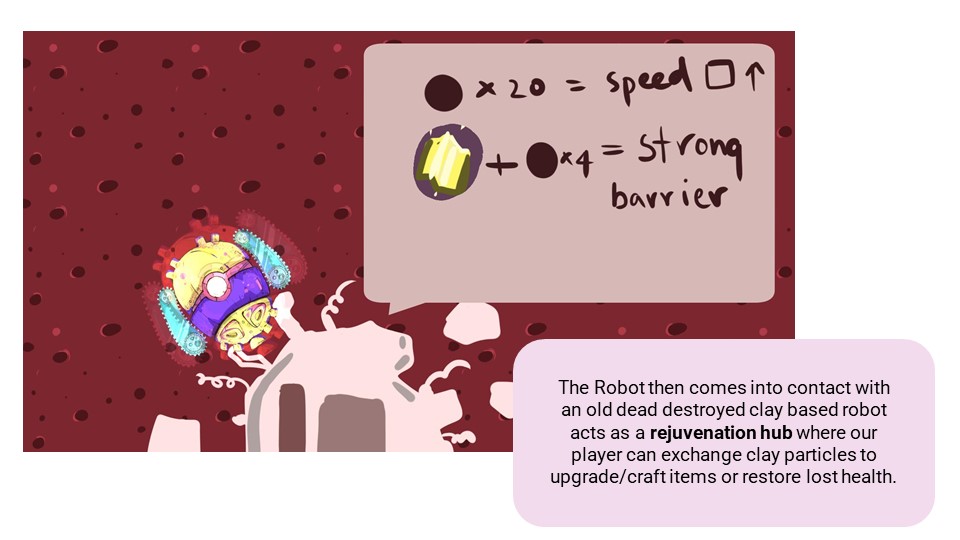 × 20 = speed □ ↑
+ ×4 = strong
barrier
The Robot then comes into contact with
an old dead destroyed clay based robot
acts as a rejuvenation hub where our
player can exchange clay particles to
upgrade/craft items or restore lost health.